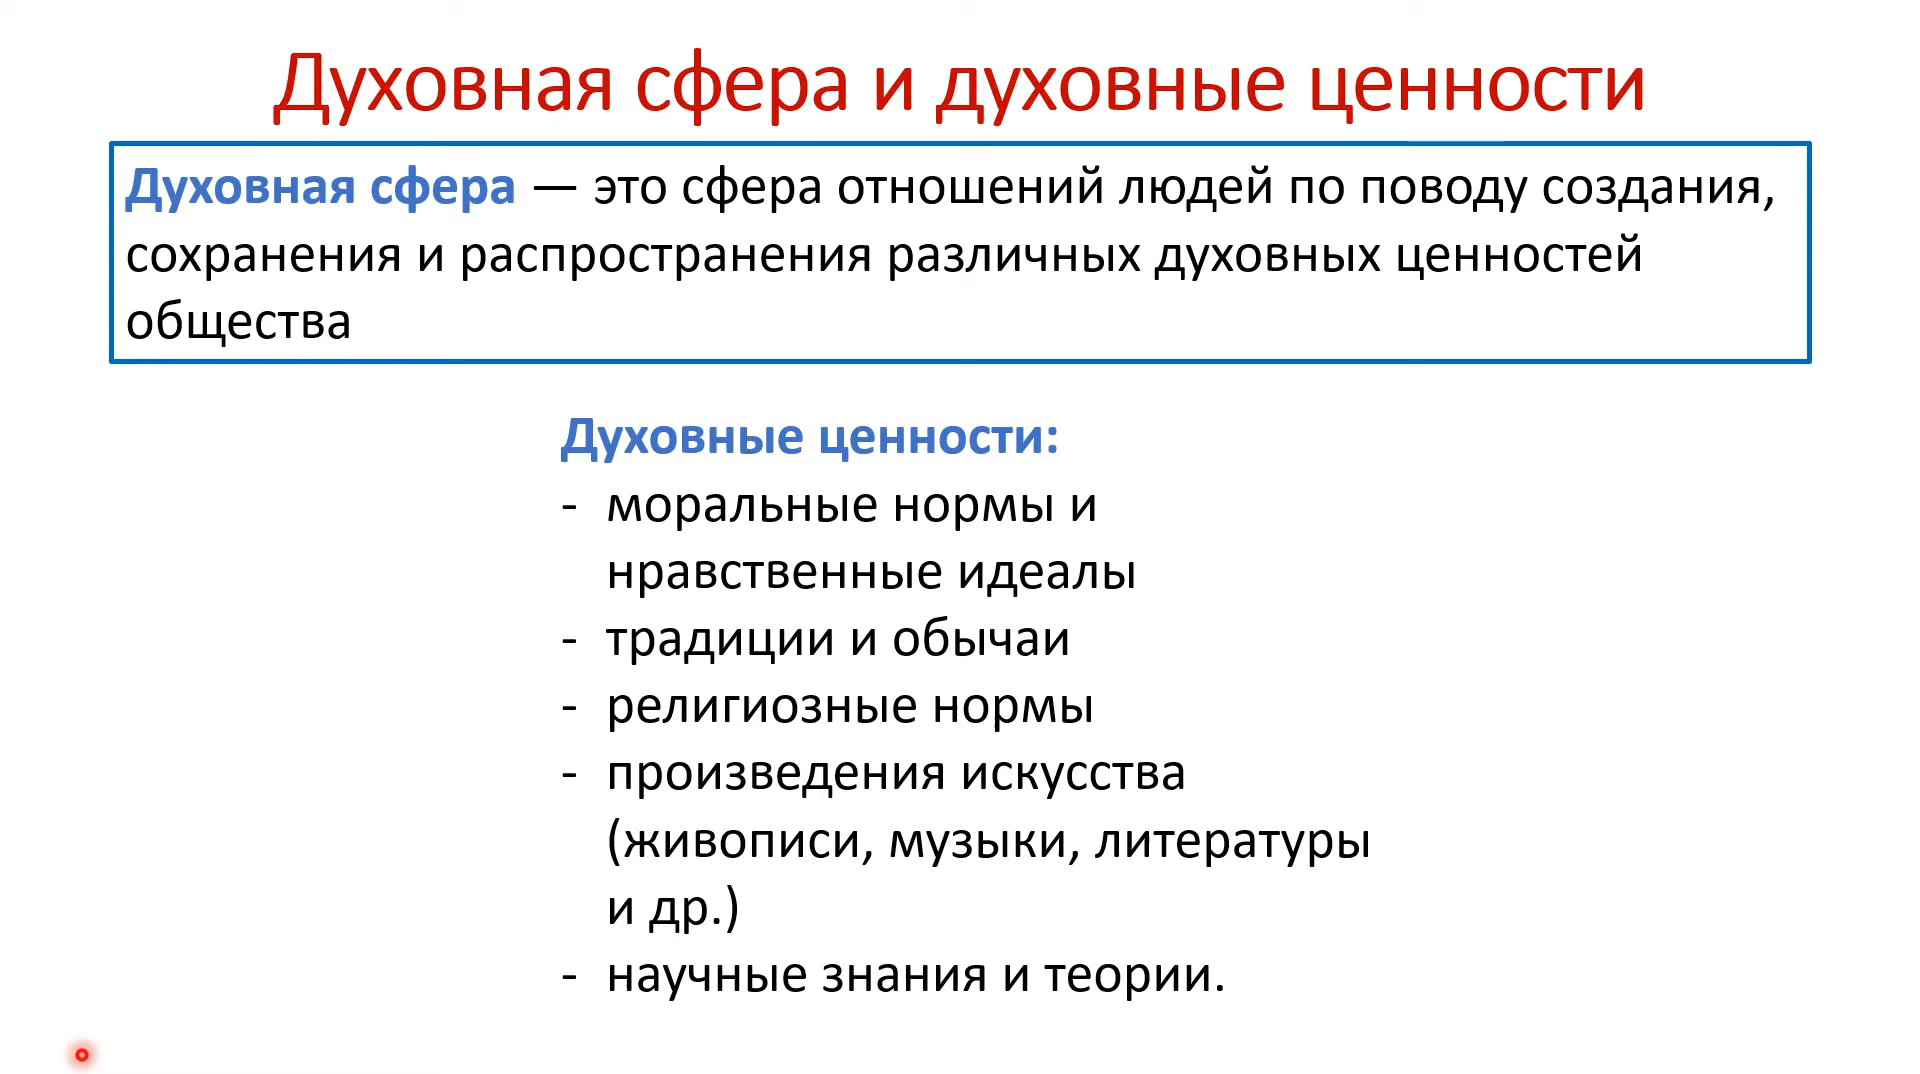 Духовная сфера и духовные ценности
Духовная сфера — это сфера отношений людей по поводу создания,
сохранения и распространения различных духовных ценностей
общества
Духовные ценности:
- моральные нормы и
нравственные идеалы
- традиции и обычаи
- религиозные нормы
- произведения искусства
(живописи, музыки, литературы
и др.)
- научные знания и теории.